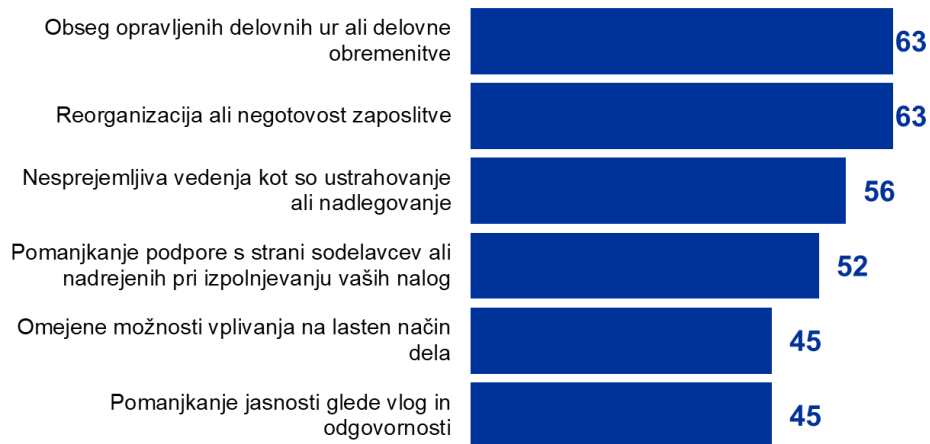 Obseg opravljenih delovnih ur ali delovne
obremenitve
63
Reorganizacija ali negotovost zaposlitve
63
Nesprejemljiva vedenja kot so ustrahovanje
ali nadlegovanje
56
Pomanjkanje podpore s strani sodelavcev ali
nadrejenih pri izpolnjevanju vaših nalog
52
Omejene možnosti vplivanja na lasten način
dela
45
Pomanjkanje jasnosti glede vlog in
odgovornosti
45